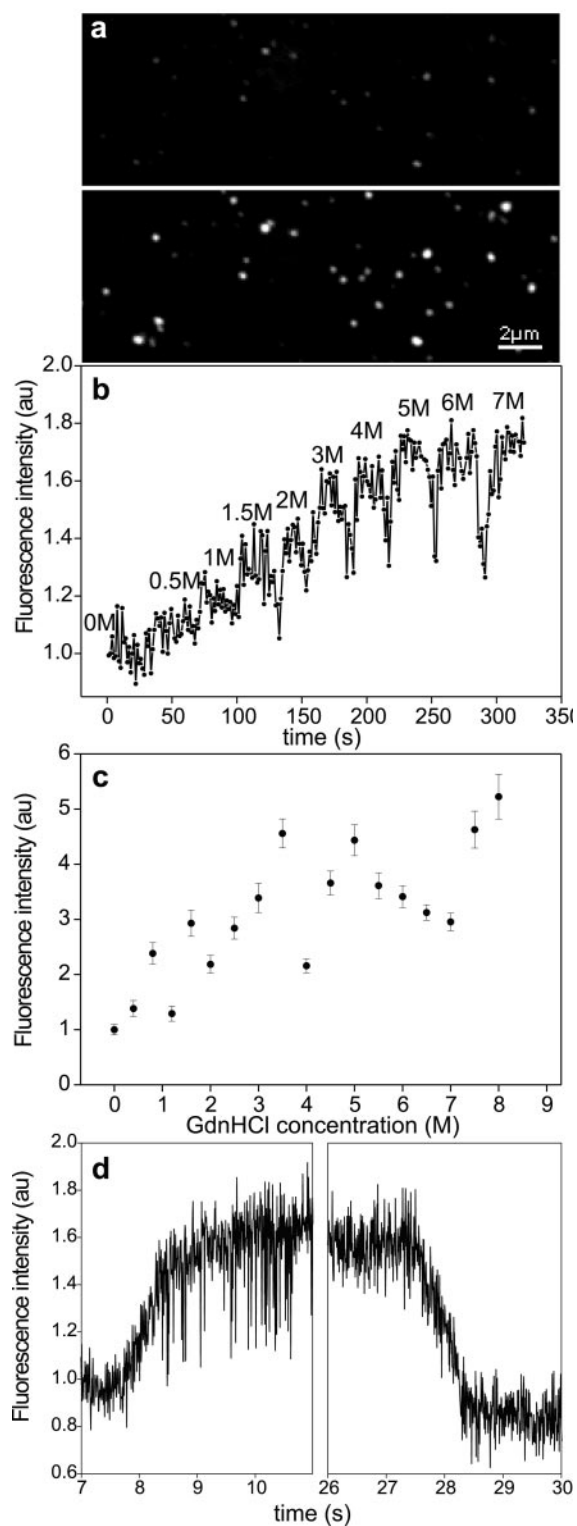 a
2μm
b
Fluorescence intensity (au)
2.0
1.8
1.6
1.4
1.2
1.0
0M
0.5M
1M
1.5M
2M
3M
4M
5M
6M
7M
0 50 100 150 200 250 300 350
time (s)
c
Fluorescence intensity (au)
6
5
4
3
2
1
0
0 1 2 3 4 5 6 7 8 9
GdnHCl concentration (M)
d
Fluorescence intensity (au)
2.0
1.8
1.6
1.4
1.2
1.0
0.8
0.6
7 8 9 10 26 27 28 29 30
time (s)